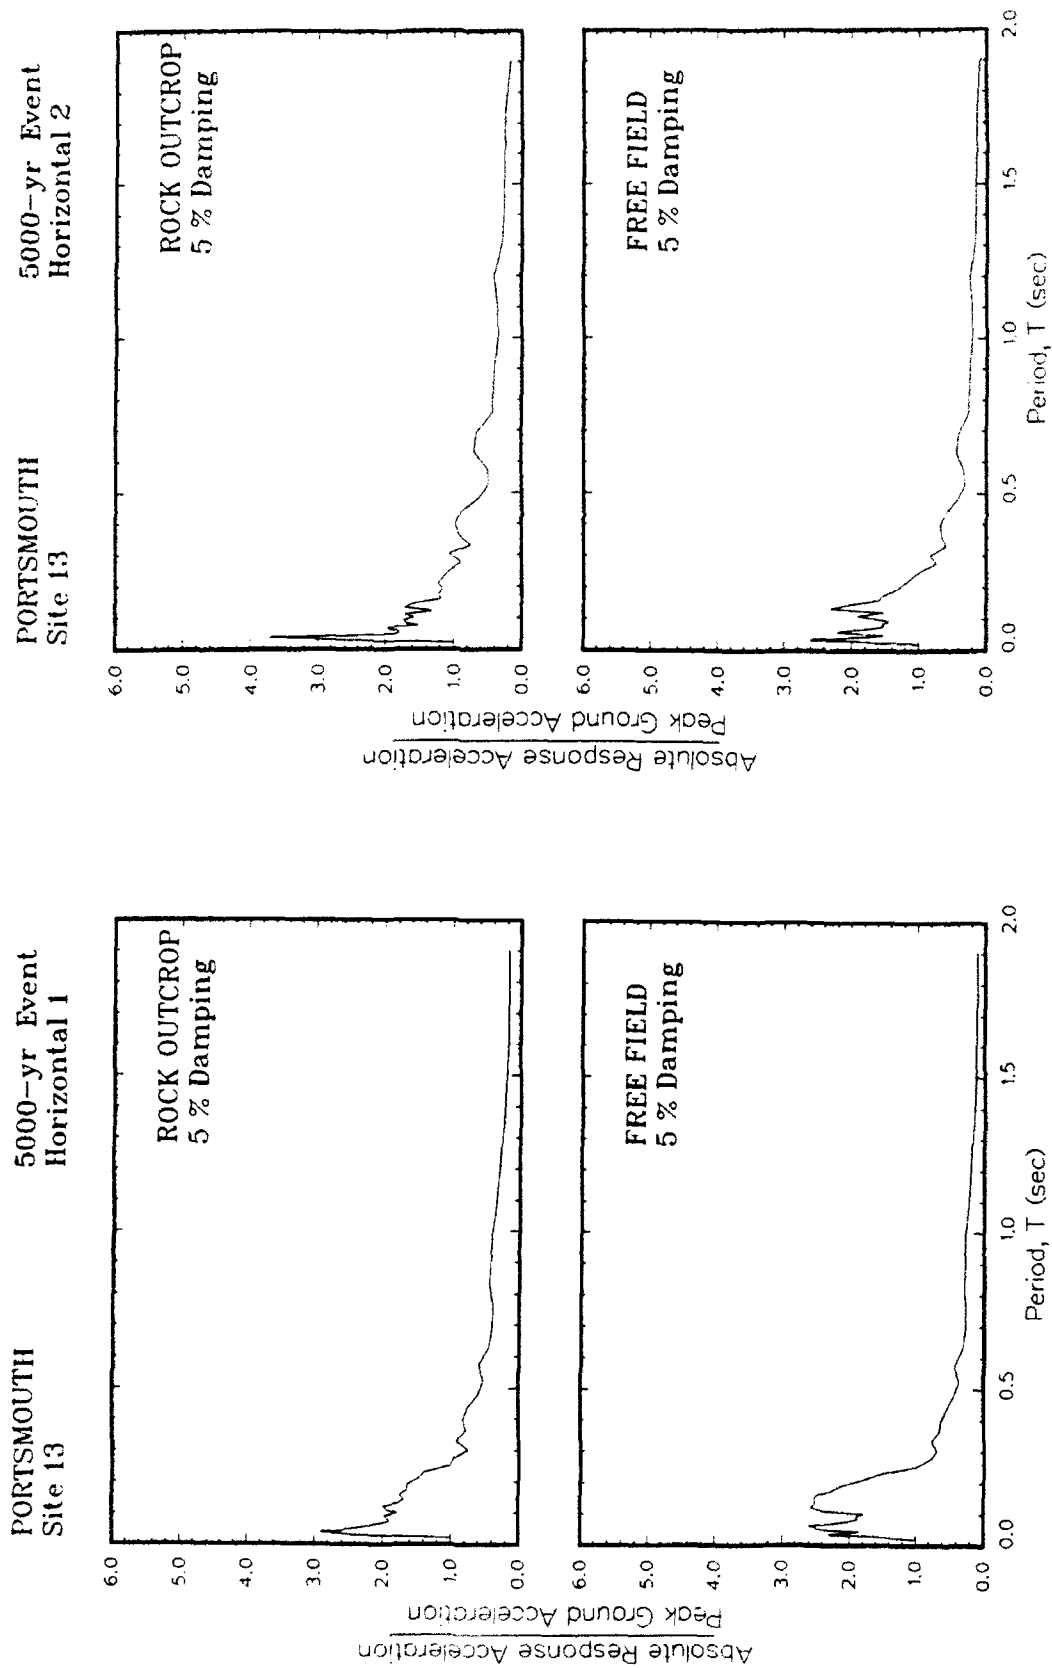 PORTSMOUTH 5000-yr Event
Site 13 Horizontal 1
ROCK OUTCROP
5 % Damping
6.0
5.0
4.0
3.0
2.0
1.0
0.0
FREE FIELD
5 % Damping
6.0
5.0
4.0
3.0
2.0
1.0
0.0
Absolute Response Acceleration
Peak Ground Acceleration
0.0 0.5 1.0 1.5 2.0
Period, T (sec)
PORTSMOUTH 5000-yr Event
Site 13 Horizontal 2
ROCK OUTCROP
5 % Damping
6.0
5.0
4.0
3.0
2.0
1.0
0.0
FREE FIELD
5 % Damping
6.0
5.0
4.0
3.0
2.0
1.0
0.0
Absolute Response Acceleration
Peak Ground Acceleration
0.0 0.5 1.0 1.5 2.0
Period, T (sec)